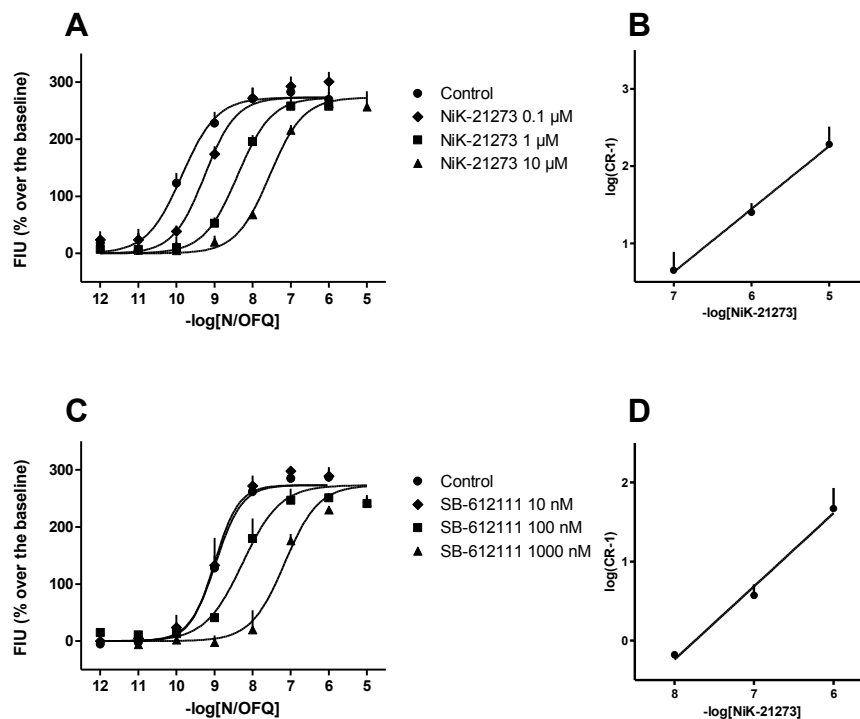 A
FIU (% over the baseline)
300
200
100
0
12 11 10 9 8 7 6 5
-log[N/OFQ]
Control
NiK-21273 0.1 µM
NiK-21273 1 µM
NiK-21273 10 µM
B
log(CR-1)
3
2
1
7 6 5
-log[NiK-21273]
C
FIU (% over the baseline)
300
200
100
0
12 11 10 9 8 7 6 5
-log[N/OFQ]
Control
SB-612111 10 nM
SB-612111 100 nM
SB-612111 1000 nM
D
log(CR-1)
2
1
0
8 7 6
-log[NiK-21273]